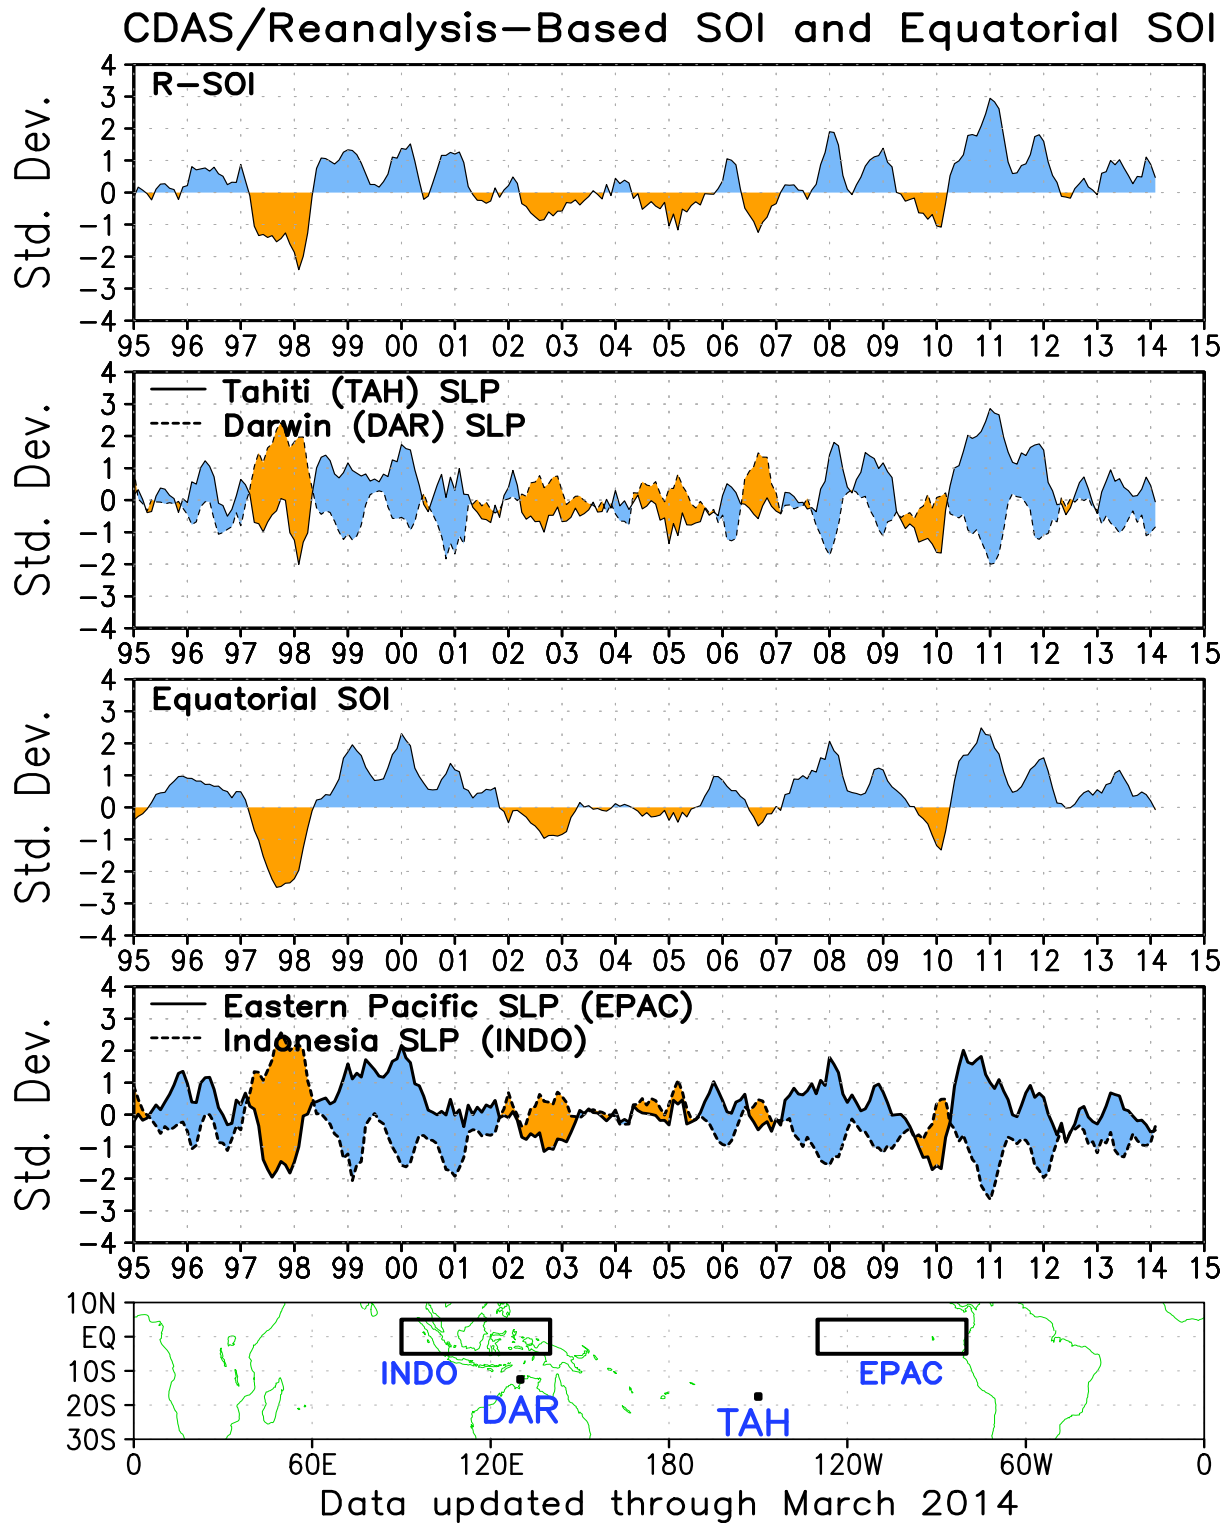 CDAS/Reanalysis-Based SOI and Equatorial SOI
R-SOI
Std. Dev.
4
3
2
1
0
-1
-2
-3
-4
95 96 97 98 99 00 01 02 03 04 05 06 07 08 09 10 11 12 13 14 15
Tahiti (TAH) SLP
Darwin (DAR) SLP
Std. Dev.
4
3
2
1
0
-1
-2
-3
-4
95 96 97 98 99 00 01 02 03 04 05 06 07 08 09 10 11 12 13 14 15
Equatorial SOI
Std. Dev.
4
3
2
1
0
-1
-2
-3
-4
95 96 97 98 99 00 01 02 03 04 05 06 07 08 09 10 11 12 13 14 15
Eastern Pacific SLP (EPAC)
Indonesia SLP (INDO)
Std. Dev.
4
3
2
1
0
-1
-2
-3
-4
95 96 97 98 99 00 01 02 03 04 05 06 07 08 09 10 11 12 13 14 15
10N
EQ
10S
20S
30S
INDO
EPAC
DAR
TAH
0 60E 120E 180 120W 60W 0
Data updated through March 2014